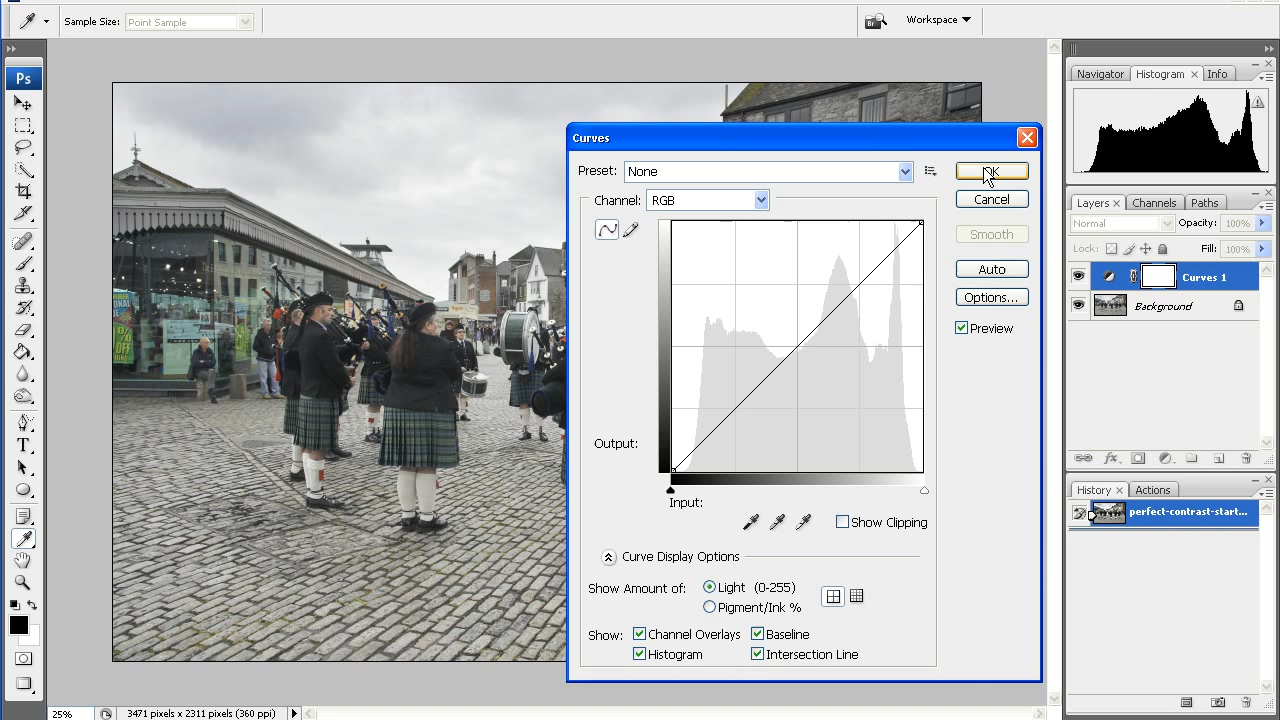 Sample Size: Point Sample
Br Workspace
Ps
Navigator Histogram Info
Layers Channels Paths
Normal Opacity: 100%
Lock: Fill: 100%
Curves 1
Background
fx
History Actions
perfect-contrast-start...
Curves
Preset: None
OK
Channel: RGB
Cancel
Smooth
Auto
Options...
Preview
Output:
Input:
Show Clipping
Curve Display Options
Show Amount of: Light (0-255)
Pigment/Ink %
Show: Channel Overlays Baseline
Histogram Intersection Line
T
25% 3471 pixels x 2311 pixels (360 ppi)